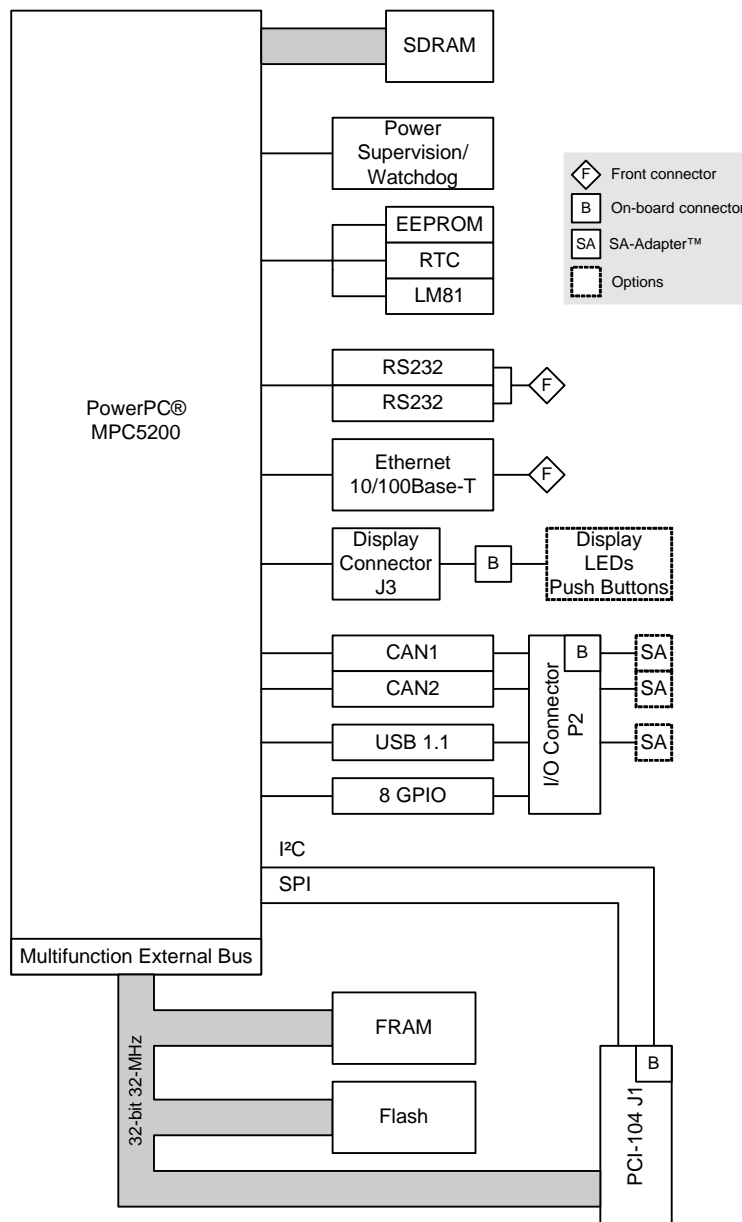 SDRAM
Power
Supervision/
Watchdog
F Front connector
B On-board connector
SA SA-Adapter™
Options
EEPROM
RTC
LM81
RS232
RS232
F
PowerPC®
MPC5200
Ethernet
10/100Base-T
F
Display
Connector
J3
B
Display
LEDs
Push Buttons
CAN1
CAN2
USB 1.1
8 GPIO
I/O Connector
P2
B
SA
SA
SA
I²C
SPI
Multifunction External Bus
32-bit 32-MHz
FRAM
Flash
B
PCI-104 J1